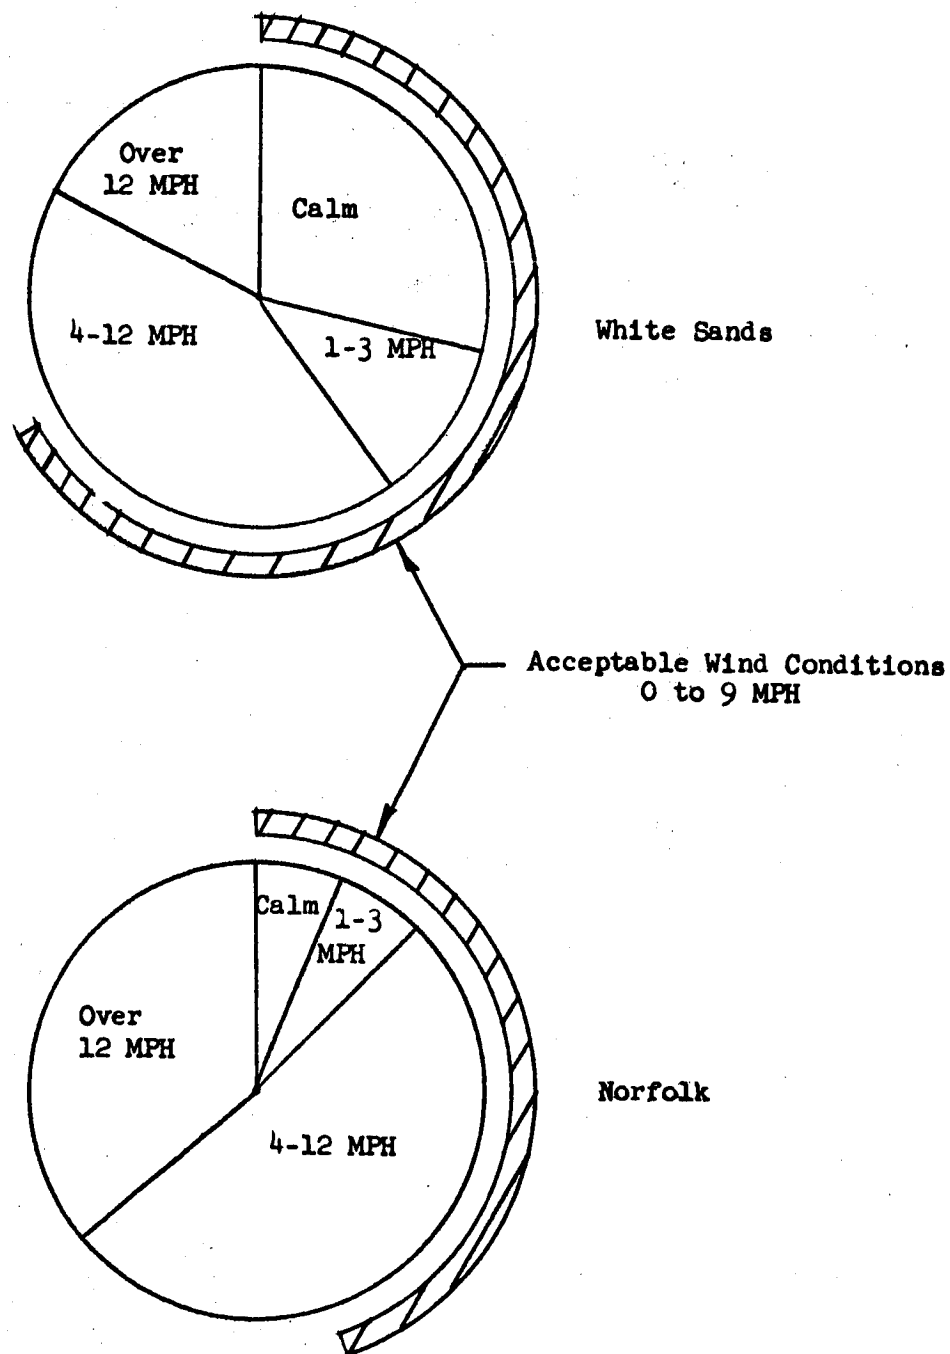 Over
12 MPH
Calm
4-12 MPH
1-3 MPH
White Sands
Acceptable Wind Conditions
0 to 9 MPH
Calm
1-3
MPH
Over
12 MPH
4-12 MPH
Norfolk